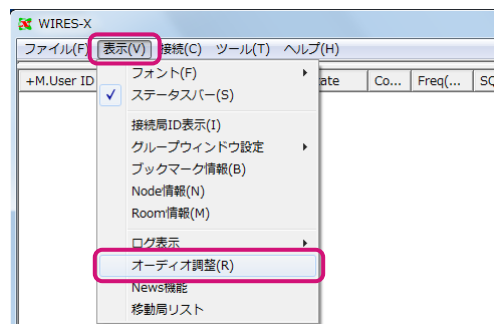 WIRES-X
ファイル(F) 表示(V) 接続(C) ツール(T) ヘルプ(H)
+M.User ID ate Co... Freq(... SQ
フォント(F)
ステータスバー(S)
接続局ID表示(I)
グループウィンドウ設定
ブックマーク情報(B)
Node情報(N)
Room情報(M)
ログ表示
オーディオ調整(R)
News機能
移動局リスト